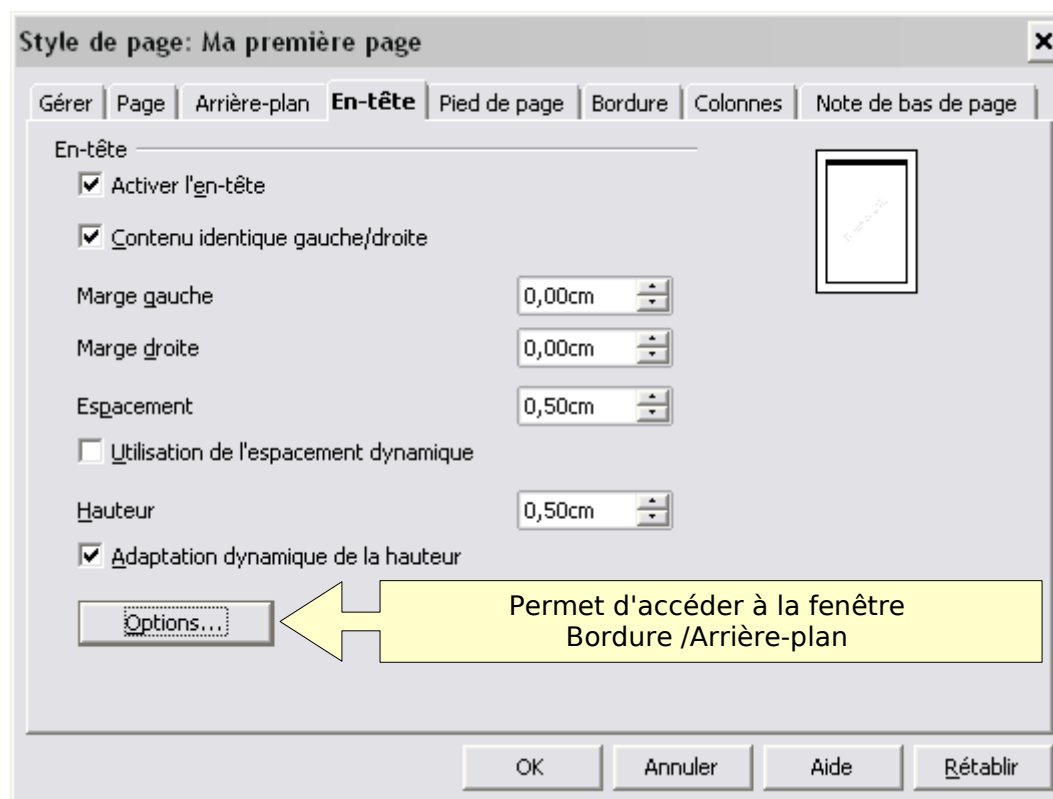 Style de page: Ma première page
Gérer Page Arrière-plan En-tête Pied de page Bordure Colonnes Note de bas de page
En-tête
Activer l'en-tête
Contenu identique gauche/droite
Marge gauche 0,00cm
Marge droite 0,00cm
Espacement 0,50cm
Utilisation de l'espacement dynamique
Hauteur 0,50cm
Adaptation dynamique de la hauteur
Options...
Permet d'accéder à la fenêtre
Bordure /Arrière-plan
OK Annuler Aide Rétablir